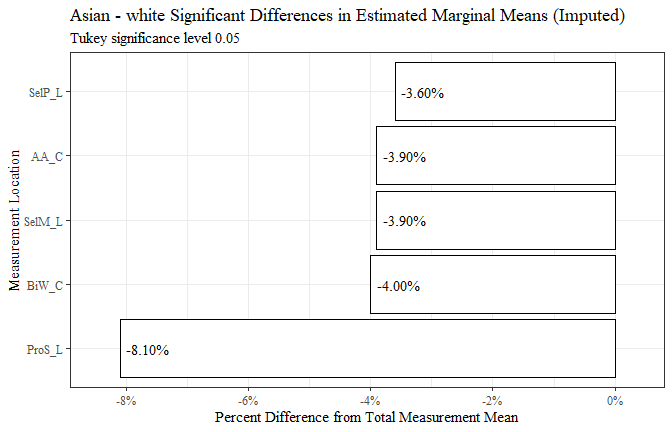 Asian - white Significant Differences in Estimated Marginal Means (Imputed)
Tukey significance level 0.05
Measurement Location
SelP_L
-3.60%
AA_C
-3.90%
SelM_L
-3.90%
BiW_C
-4.00%
ProS_L
-8.10%
-8%
-6%
-4%
-2%
0%
Percent Difference from Total Measurement Mean